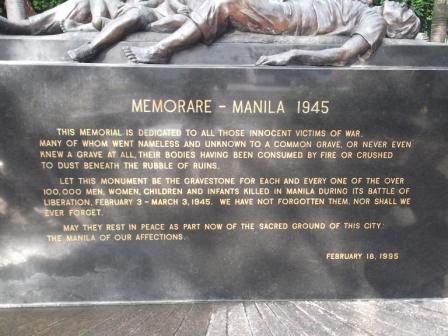 MEMORARE - MANILA 1945
THIS MEMORIAL IS DEDICATED TO ALL THOSE INNOCENT VICTIMS OF WAR,
MANY OF WHOM WENT NAMELESS AND UNKNOWN TO A COMMON GRAVE, OR NEVER EVEN
KNEW A GRAVE AT ALL, THEIR BODIES HAVING BEEN CONSUMED BY FIRE OR CRUSHED
TO DUST BENEATH THE RUBBLE OF RUINS.
LET THIS MONUMENT BE THE GRAVESTONE FOR EACH AND EVERY ONE OF THE OVER
100,000 MEN, WOMEN, CHILDREN AND INFANTS KILLED IN MANILA DURING ITS BATTLE OF
LIBERATION, FEBRUARY 3 - MARCH 3, 1945. WE HAVE NOT FORGOTTEN THEM, NOR SHALL WE
EVER FORGET.
MAY THEY REST IN PEACE AS PART NOW OF THE SACRED GROUND OF THIS CITY:
THE MANILA OF OUR AFFECTIONS.
FEBRUARY 18, 1995